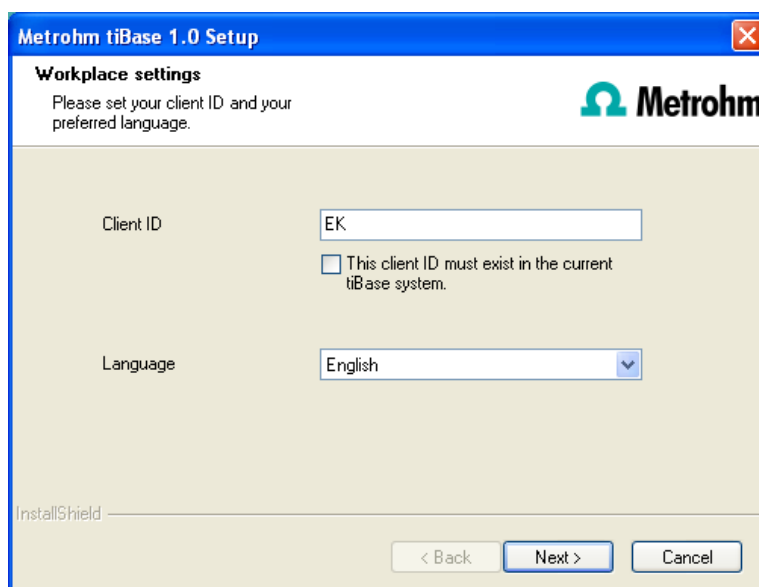 Metrohm tiBase 1.0 Setup
Workplace settings
Please set your client ID and your
preferred language.
Metrohm
Client ID
EK
This client ID must exist in the current
tiBase system.
Language
English
InstallShield
< Back
Next >
Cancel